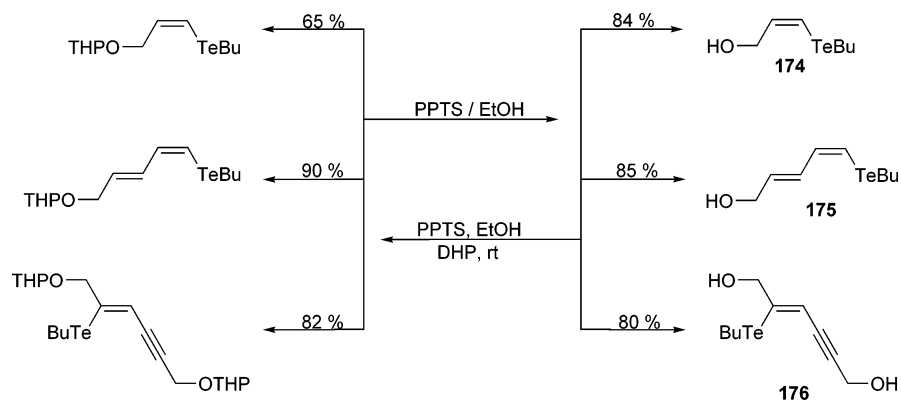 65 % 84 %
THPO TeBu HO TeBu
174
PPTS / EtOH
90 % 85 %
TeBu TeBu
THPO HO 175
PPTS, EtOH
DHP, rt
THPO HO
82 % 80 %
BuTe BuTe
OTHP OH
176